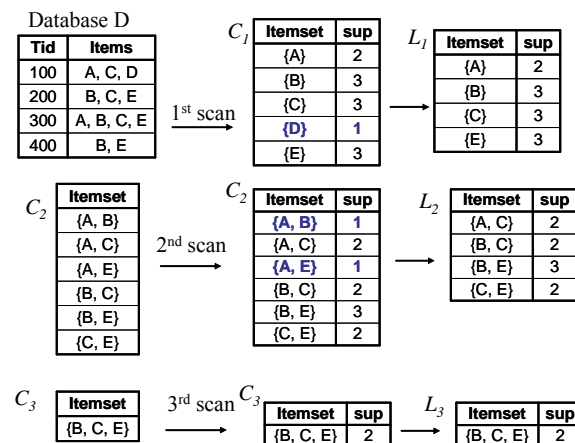 Database D
Tid Items
100 A, C, D
200 B, C, E
300 A, B, C, E
400 B, E
1st scan
C1
Itemset sup
{A} 2
{B} 3
{C} 3
{D} 1
{E} 3
L1
Itemset sup
{A} 2
{B} 3
{C} 3
{E} 3
C2
Itemset
{A, B}
{A, C}
{A, E}
{B, C}
{B, E}
{C, E}
2nd scan
C2
Itemset sup
{A, B} 1
{A, C} 2
{A, E} 1
{B, C} 2
{B, E} 3
{C, E} 2
L2
Itemset sup
{A, C} 2
{B, C} 2
{B, E} 3
{C, E} 2
C3
Itemset
{B, C, E}
3rd scan
C3
Itemset sup
{B, C, E} 2
L3
Itemset sup
{B, C, E} 2